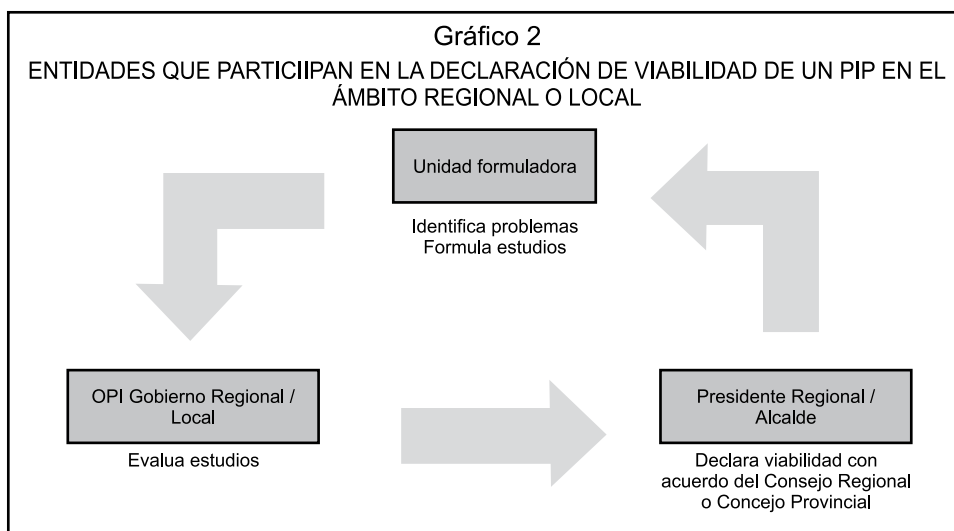 Gráfico 2
ENTIDADES QUE PARTICIIPAN EN LA DECLARACIÓN DE VIABILIDAD DE UN PIP EN EL
ÁMBITO REGIONAL O LOCAL
Unidad formuladora
Identifica problemas
Formula estudios
OPI Gobierno Regional /
Local
Evalua estudios
Presidente Regional /
Alcalde
Declara viabilidad con
acuerdo del Consejo Regional
o Concejo Provincial